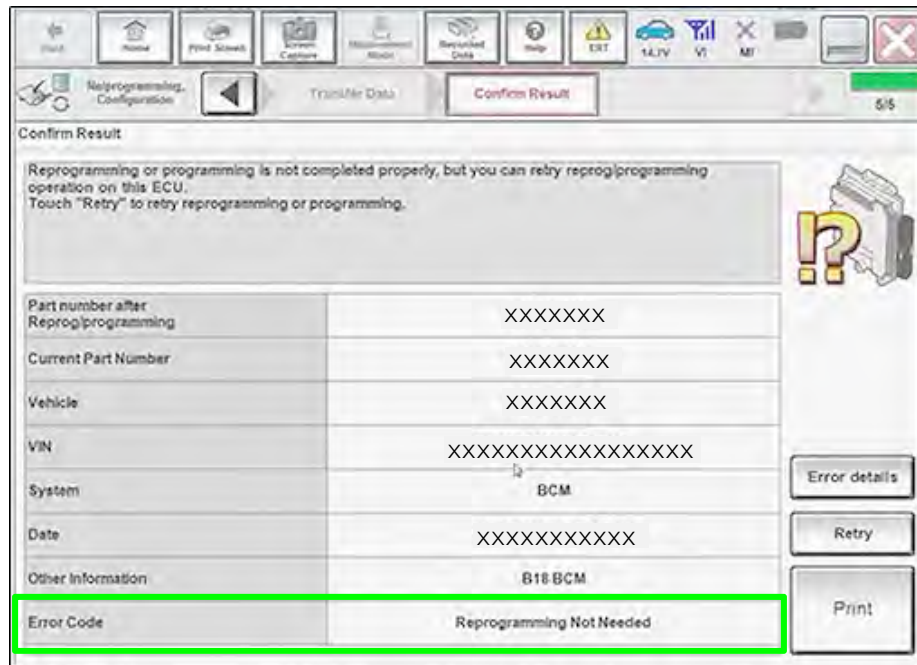 Home
Print Screen
Screen
Capture
Measurement
Mode
Recorded
Data
Help
ERT
14.7V
VI
MI
Reprogramming,
Configuration
Transfer Data
Confirm Result
5/5
Confirm Result
Reprogramming or programming is not completed properly, but you can retry reprog/programming
operation on this ECU.
Touch "Retry" to retry reprogramming or programming.
!?
Part number after
Reprog/programming
XXXXXXX
Current Part Number
XXXXXXX
Vehicle
XXXXXXX
VIN
XXXXXXXXXXXXXXXXX
System
BCM
Date
XXXXXXXXXXX
Other Information
B18 BCM
Error Code
Reprogramming Not Needed
Error details
Retry
Print